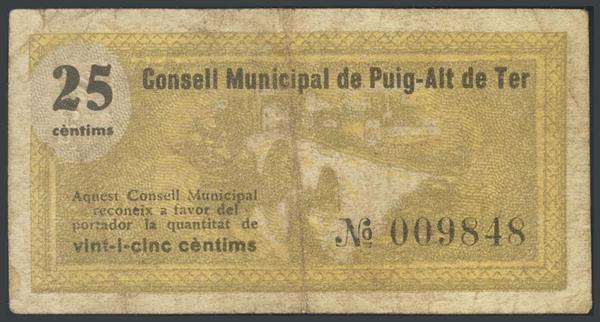 25
cèntims
Consell Municipal de Puig-Alt de Ter
Aquest Consell Municipal
reconeix a favor del
portador la quantitat de
vint-i-cinc cèntims
Nº 009848